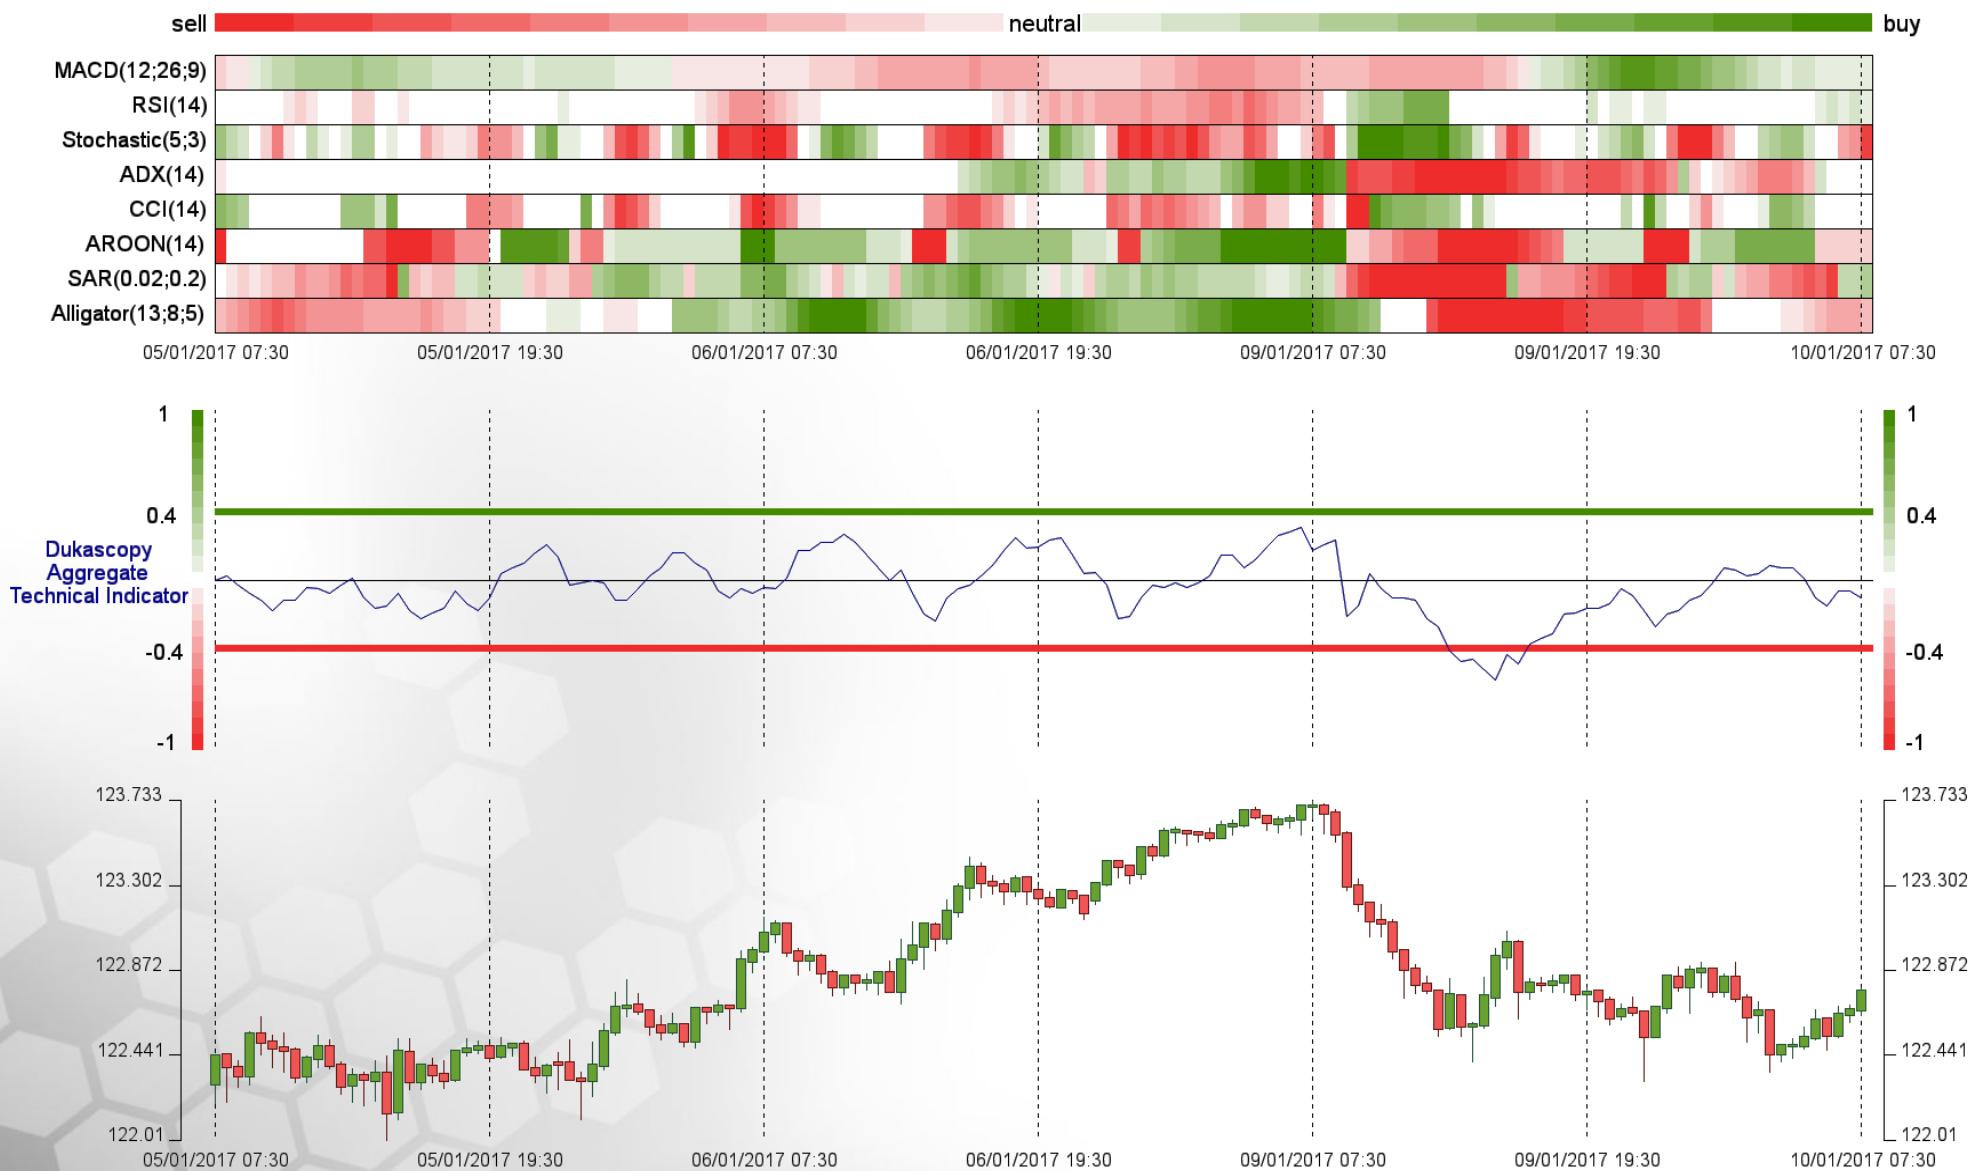 sell neutral buy
MACD(12;26;9)
RSI(14)
Stochastic(5;3)
ADX(14)
CCI(14)
AROON(14)
SAR(0.02;0.2)
Alligator(13;8;5)
05/01/2017 07:30 05/01/2017 19:30 06/01/2017 07:30 06/01/2017 19:30 09/01/2017 07:30 09/01/2017 19:30 10/01/2017 07:30
1 1
0.4 0.4
Dukascopy
Aggregate
Technical Indicator
-0.4 -0.4
-1 -1
123.733 123.733
123.302 123.302
122.872 122.872
122.441 122.441
122.01 122.01
05/01/2017 07:30 05/01/2017 19:30 06/01/2017 07:30 06/01/2017 19:30 09/01/2017 07:30 09/01/2017 19:30 10/01/2017 07:30